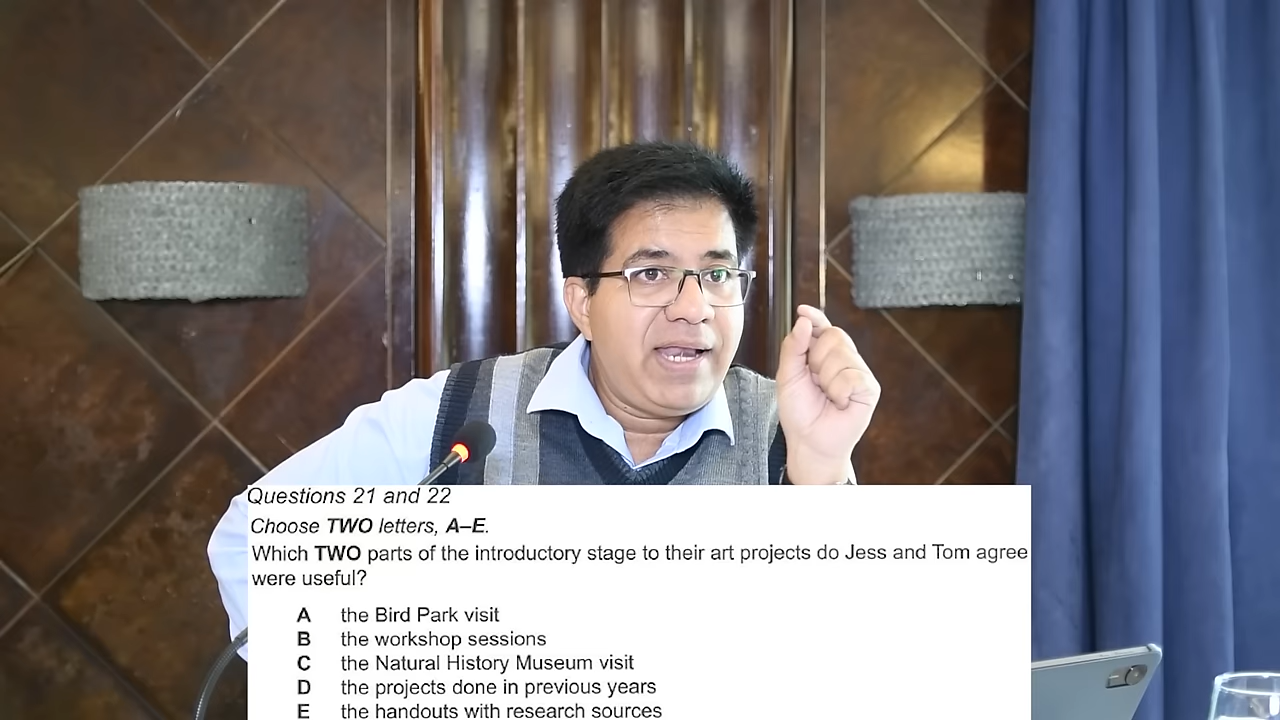 Questions 21 and 22
Choose TWO letters, A–E.
Which TWO parts of the introductory stage to their art projects do Jess and Tom agree
were useful?
A the Bird Park visit
B the workshop sessions
C the Natural History Museum visit
D the projects done in previous years
E the handouts with research sources